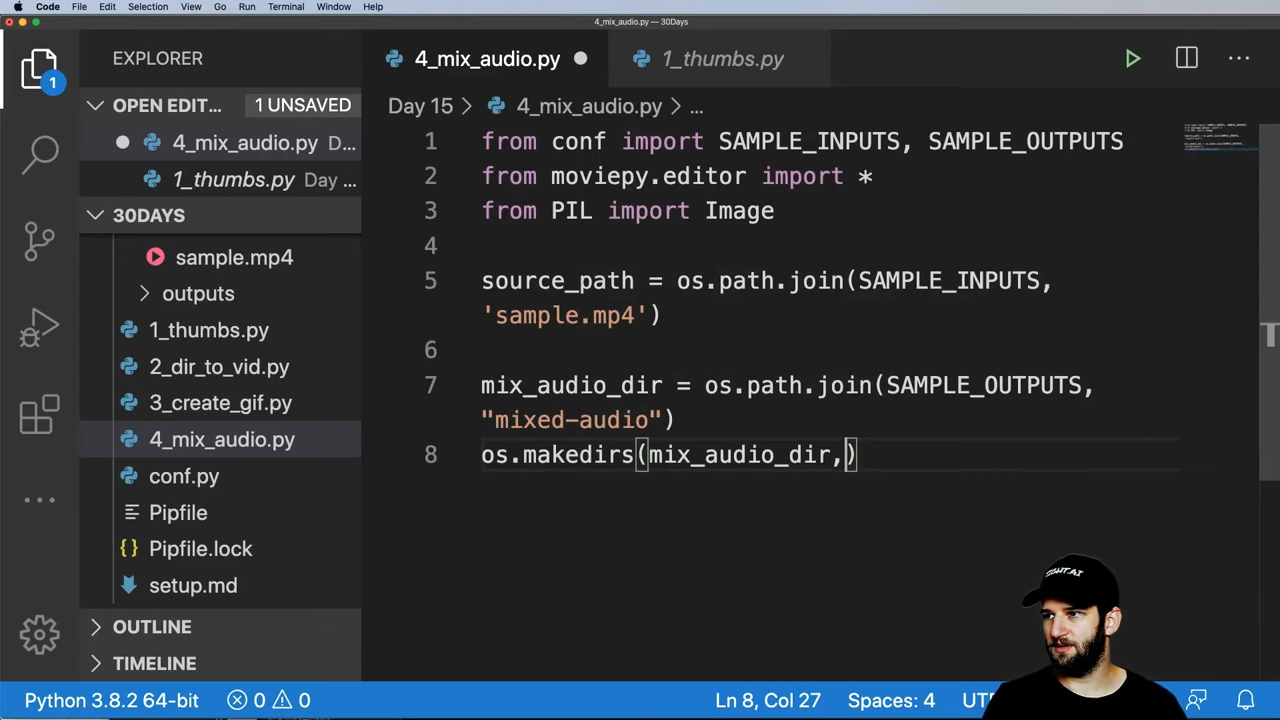 Code File Edit Selection View Go Run Terminal Window Help
4_mix_audio.py — 30Days
EXPLORER
4_mix_audio.py
1_thumbs.py
OPEN EDIT... 1 UNSAVED
Day 15 > 4_mix_audio.py > ...
4_mix_audio.py D...
1_thumbs.py Day ...
30DAYS
sample.mp4
outputs
1_thumbs.py
2_dir_to_vid.py
3_create_gif.py
4_mix_audio.py
conf.py
Pipfile
Pipfile.lock
setup.md
OUTLINE
TIMELINE
1
1 from conf import SAMPLE_INPUTS, SAMPLE_OUTPUTS
2 from moviepy.editor import *
3 from PIL import Image
4
5 source_path = os.path.join(SAMPLE_INPUTS,
'sample.mp4')
6
7 mix_audio_dir = os.path.join(SAMPLE_OUTPUTS,
"mixed-audio")
8 os.makedirs(mix_audio_dir,)
Python 3.8.2 64-bit 0 0 Ln 8, Col 27 Spaces: 4